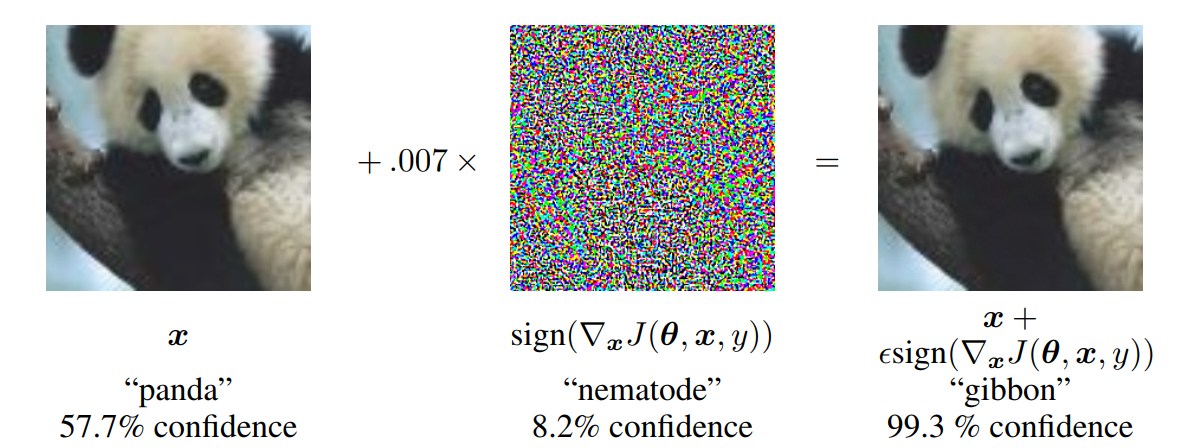 + .007 ×
=
x
sign(∇ₓJ(θ, x, y))
x +
ϵsign(∇ₓJ(θ, x, y))
“panda”
“nematode”
“gibbon”
57.7% confidence
8.2% confidence
99.3 % confidence